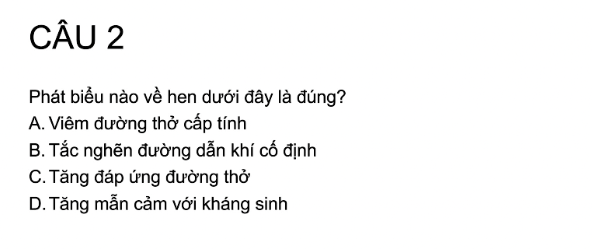 CÂU 2
Phát biểu nào về hen dưới đây là đúng?
A. Viêm đường thở cấp tính
B. Tắc nghẽn đường dẫn khí cố định
C. Tăng đáp ứng đường thở
D. Tăng mẫn cảm với kháng sinh